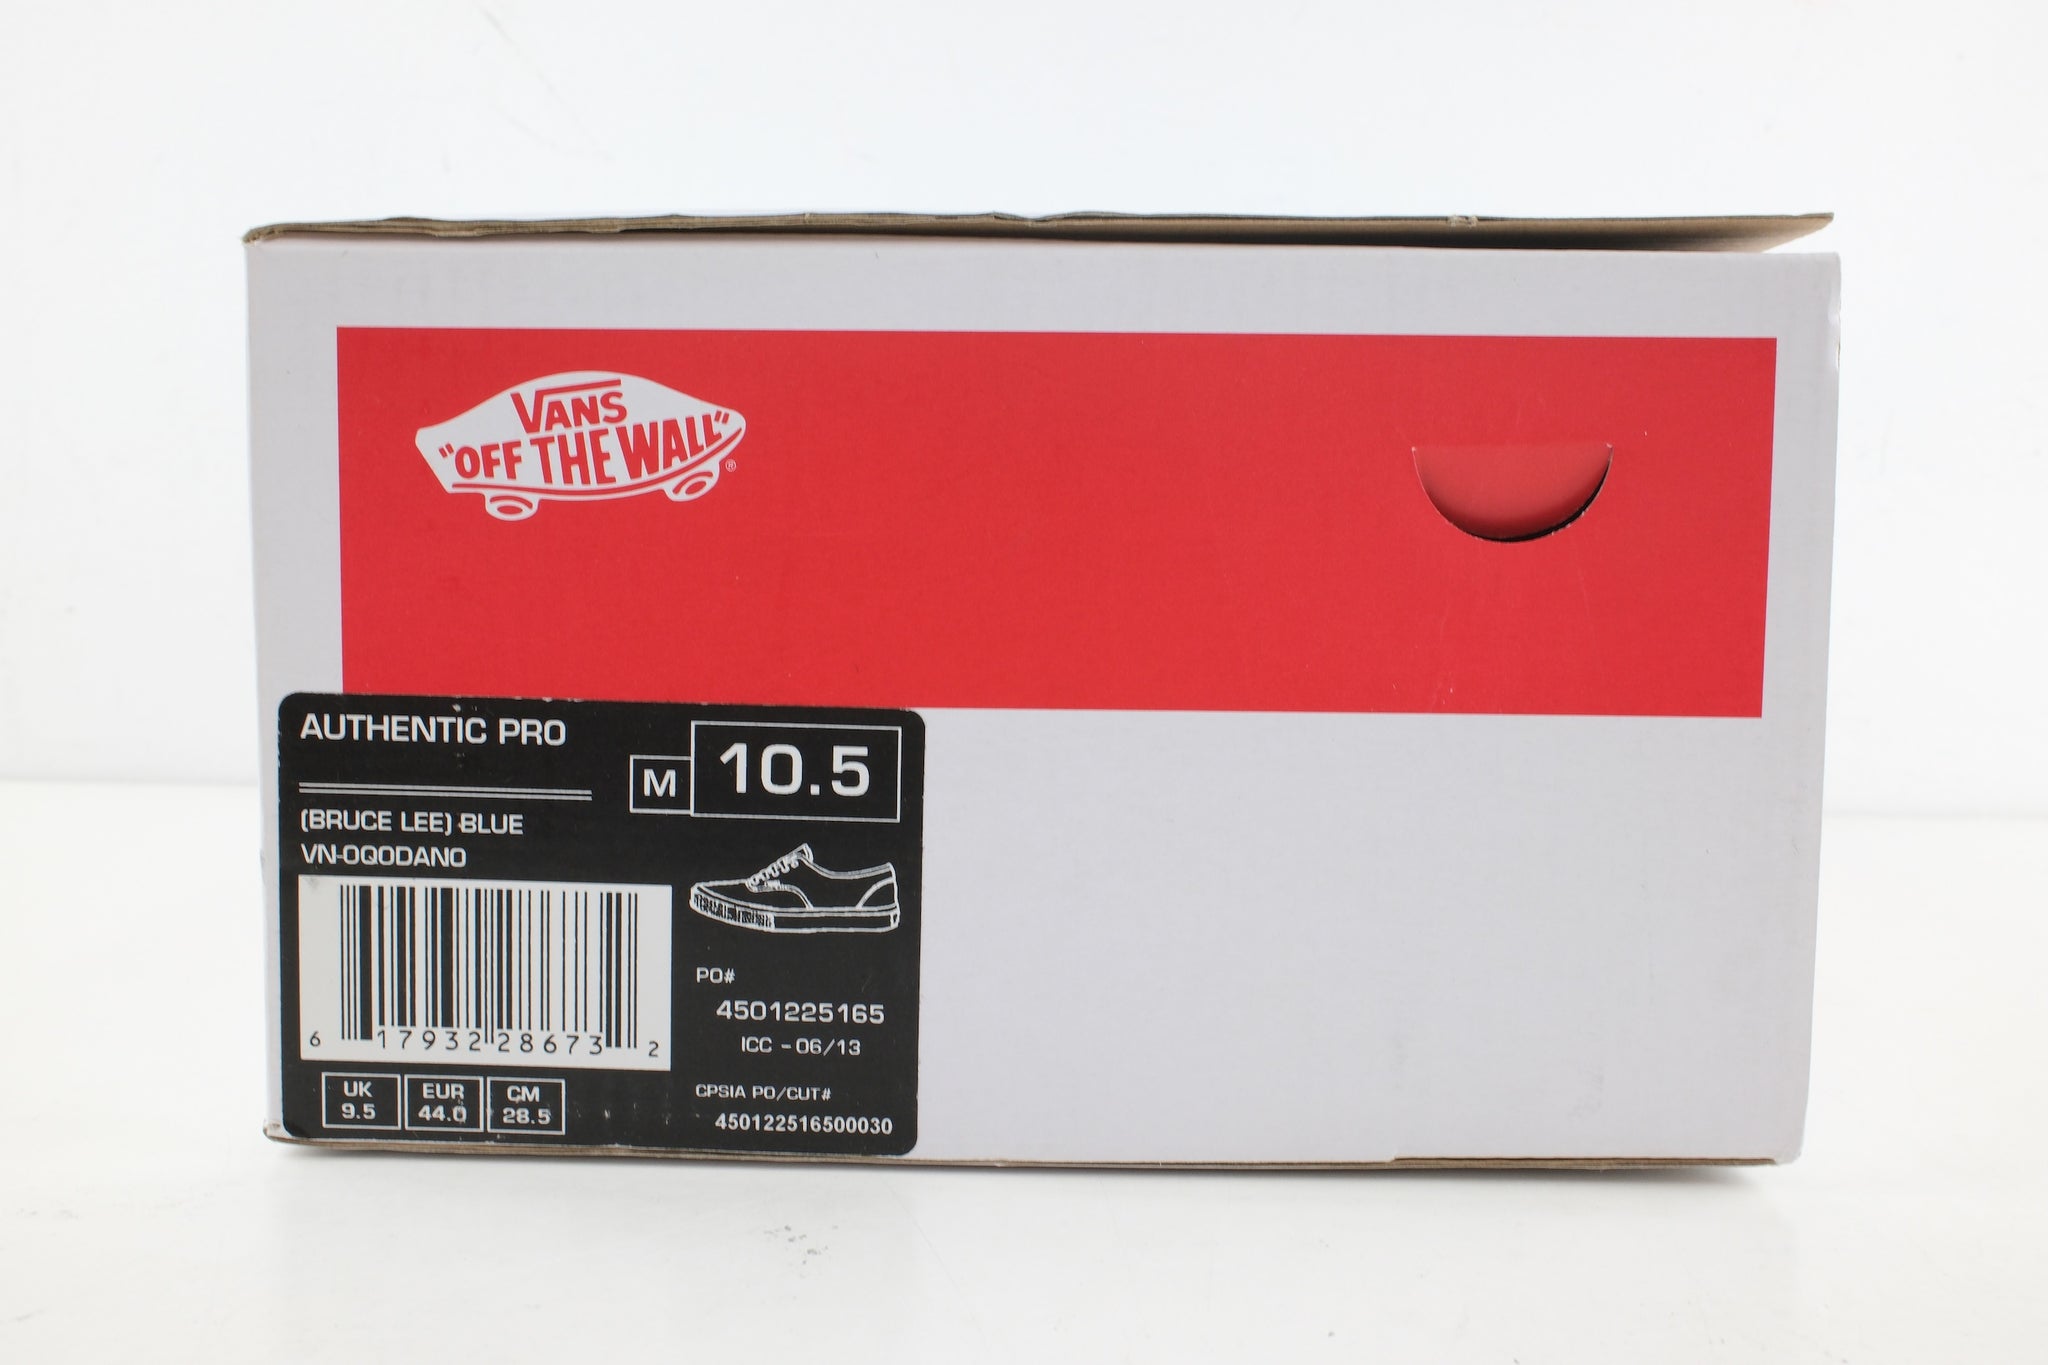 VANS
"OFF THE WALL"
®
AUTHENTIC PRO
M 10.5
(BRUCE LEE) BLUE
VN-0Q0DAN0
6 17932 28673 2
PO#
4501225165
ICC - 06/13
UK EUR CM
9.5 44.0 28.5
CPSIA PO/CUT#
450122516500030